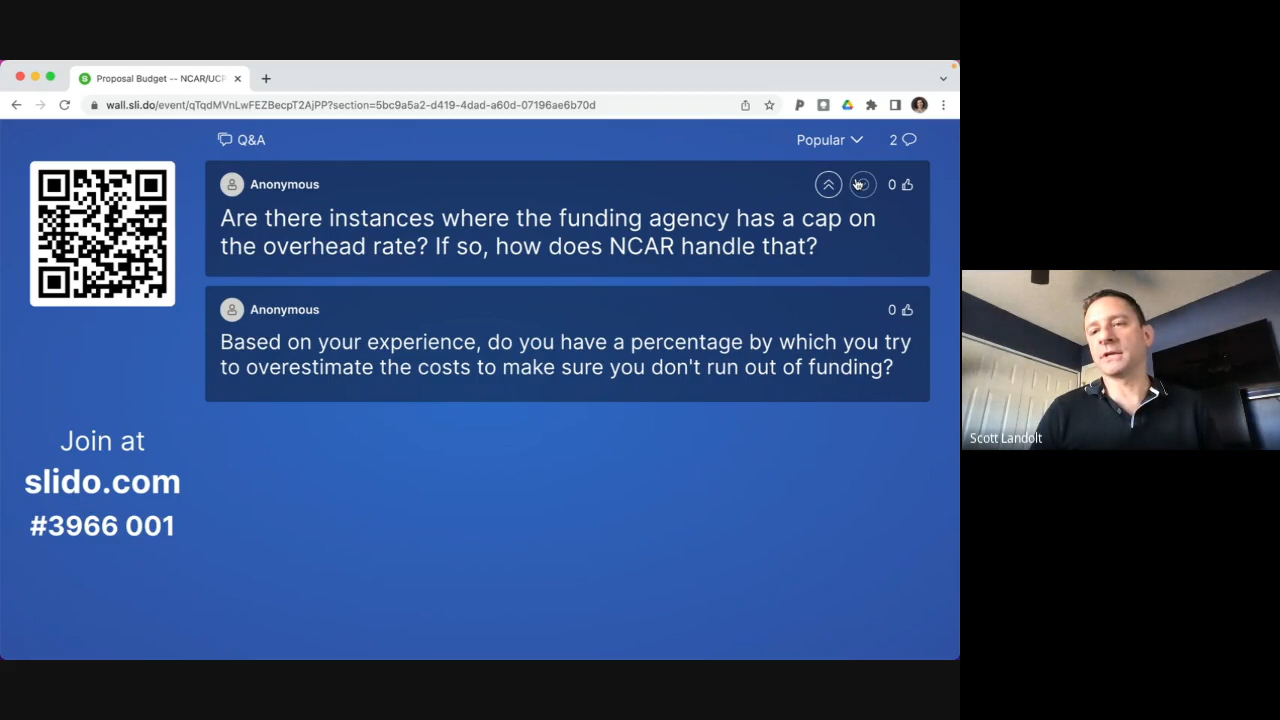 Proposal Budget -- NCAR/UCP
wall.sli.do/event/qTqdMVnLwFEZBecpT2AjPP?section=5bc9a5a2-d419-4dad-a60d-07196ae6b70d
Q&A
Popular
2
Anonymous
0
Are there instances where the funding agency has a cap on
the overhead rate? If so, how does NCAR handle that?
Anonymous
0
Based on your experience, do you have a percentage by which you try
to overestimate the costs to make sure you don't run out of funding?
Join at
slido.com
#3966 001
Scott Landolt